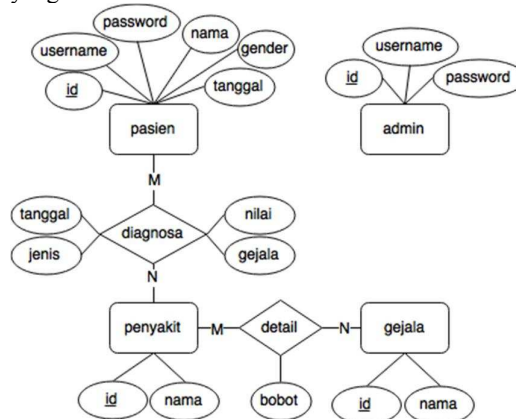 password
username
nama
gender
id
tanggal
pasien
username
id
password
admin
M
tanggal
nilai
diagnosa
jenis
gejala
N
penyakit
M
detail
N
gejala
id
nama
bobot
id
nama